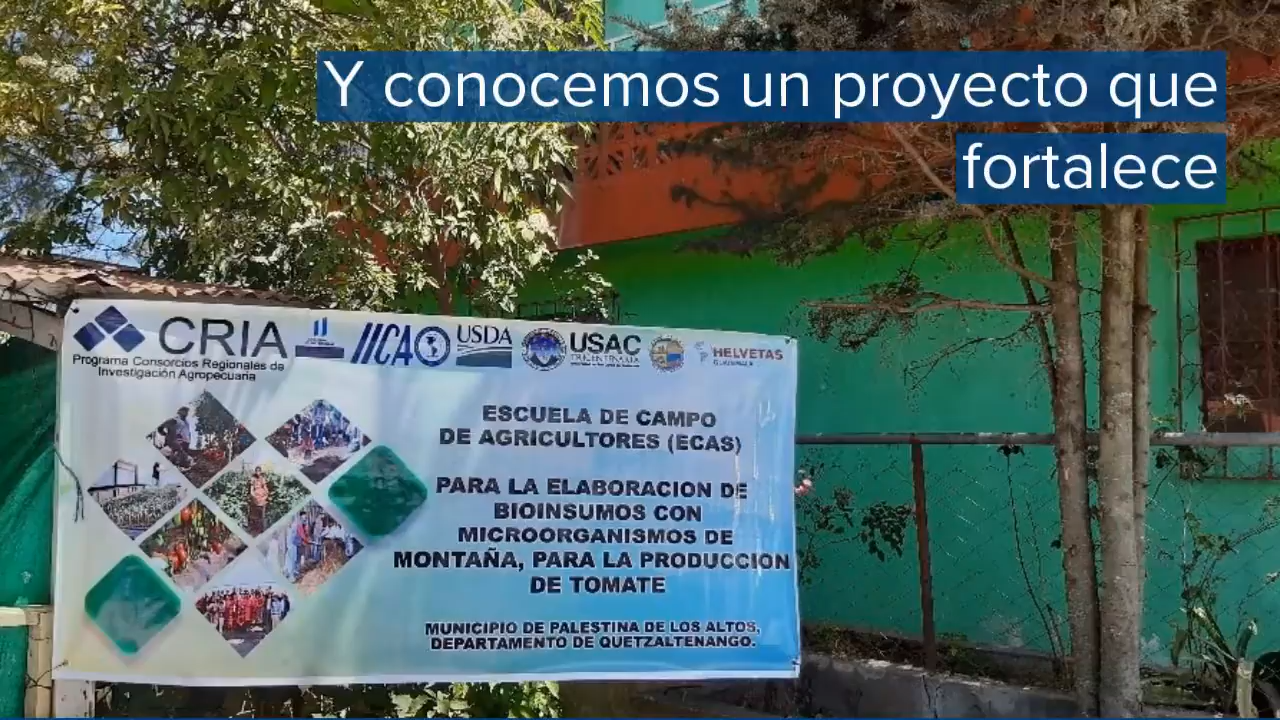 Y conocemos un proyecto que
fortalece
CRIA
Programa Consorcios Regionales de
Investigación Agropecuaria
IICA
USDA
USAC
TRICENTENARIA
HELVETAS
GUATEMALA
ESCUELA DE CAMPO
DE AGRICULTORES (ECAS)
PARA LA ELABORACION DE
BIOINSUMOS CON
MICROORGANISMOS DE
MONTAÑA, PARA LA PRODUCCION
DE TOMATE
MUNICIPIO DE PALESTINA DE LOS ALTOS,
DEPARTAMENTO DE QUETZALTENANGO.